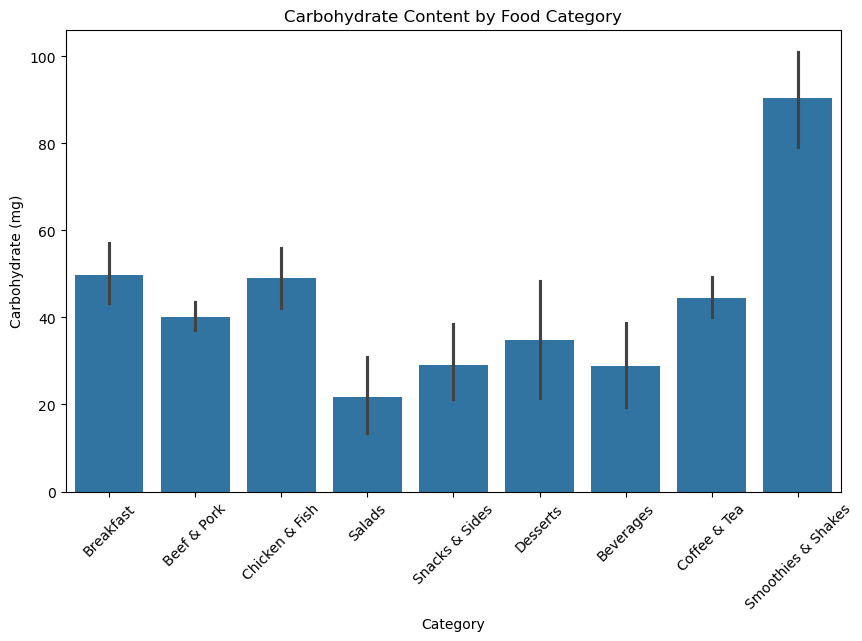 Carbohydrate Content by Food Category
Carbohydrate (mg)
100
80
60
40
20
0
Breakfast
Beef & Pork
Chicken & Fish
Salads
Snacks & Sides
Desserts
Beverages
Coffee & Tea
Smoothies & Shakes
Category